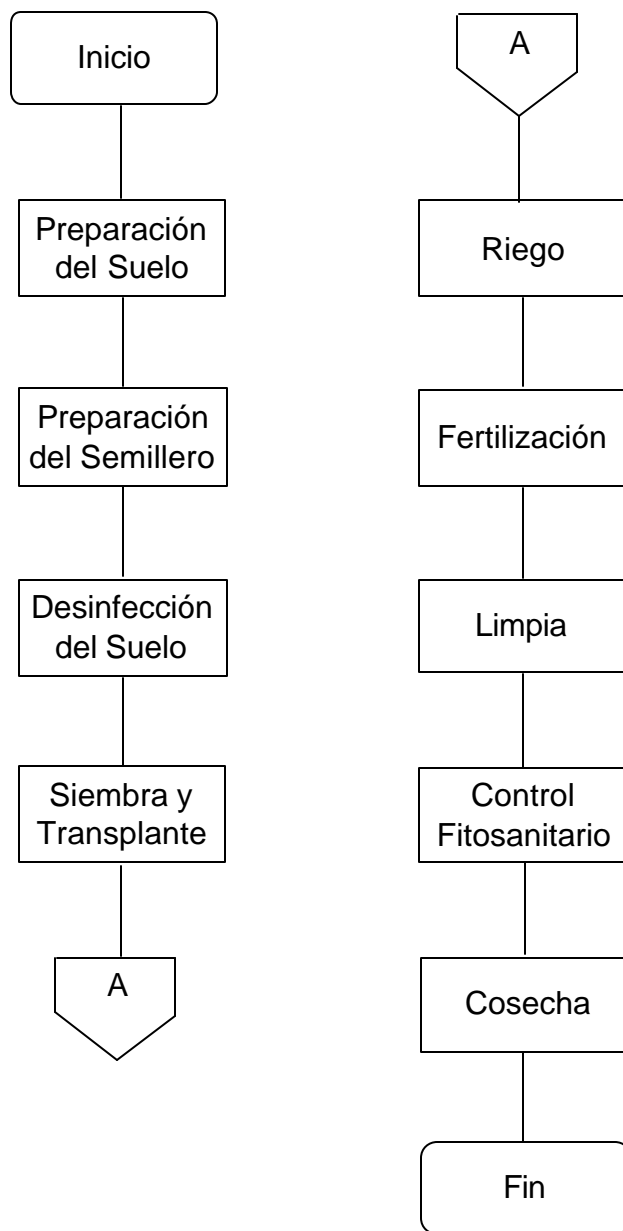 Inicio
Preparación
del Suelo
Preparación
del Semillero
Desinfección
del Suelo
Siembra y
Transplante
A
A
Riego
Fertilización
Limpia
Control
Fitosanitario
Cosecha
Fin